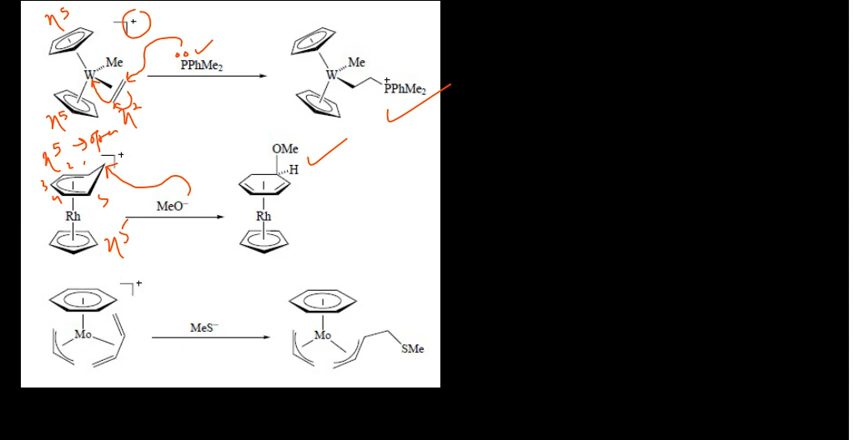 η5
+
Me
W
PPhMe2
η5
η2
Me
W
+
PPhMe2
η5 → open
+
1
2
3
4
5
Rh
η5
MeO–
OMe
H
Rh
+
Mo
MeS–
Mo
SMe